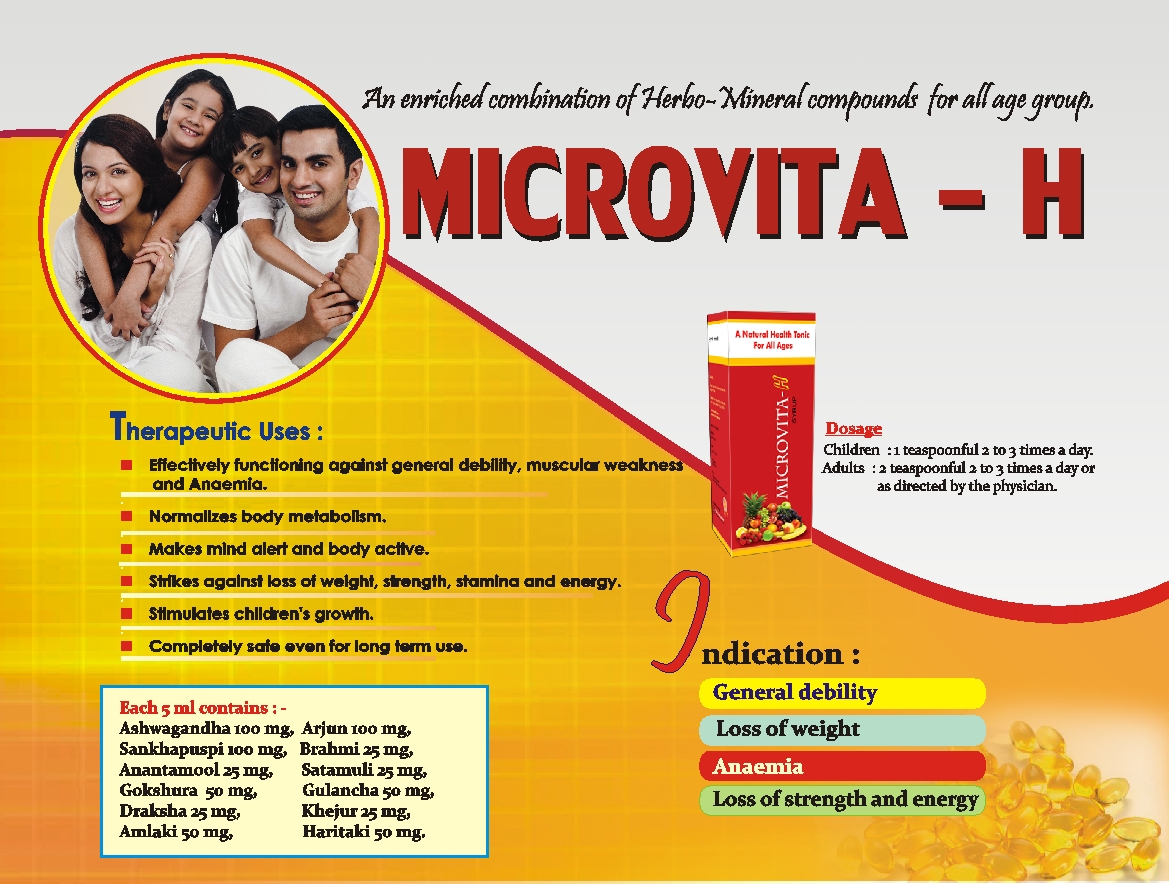 An enriched combination of Herbo-Mineral compounds for all age group.
MICROVITA - H
A Natural Health Tonic
For All Ages
MICROVITA-H
SYRUP
Dosage
Children : 1 teaspoonful 2 to 3 times a day.
Adults : 2 teaspoonful 2 to 3 times a day or
as directed by the physician.
Therapeutic Uses :
Effectively functioning against general debility, muscular weakness
and Anaemia.
Normalizes body metabolism.
Makes mind alert and body active.
Strikes against loss of weight, strength, stamina and energy.
Stimulates children's growth.
Completely safe even for long term use.
Indication :
General debility
Loss of weight
Anaemia
Loss of strength and energy
Each 5 ml contains : -
Ashwagandha 100 mg, Arjun 100 mg,
Sankhapuspi 100 mg, Brahmi 25 mg,
Anantamool 25 mg, Satamuli 25 mg,
Gokshura 50 mg, Gulancha 50 mg,
Draksha 25 mg, Khejur 25 mg,
Amlaki 50 mg, Haritaki 50 mg,